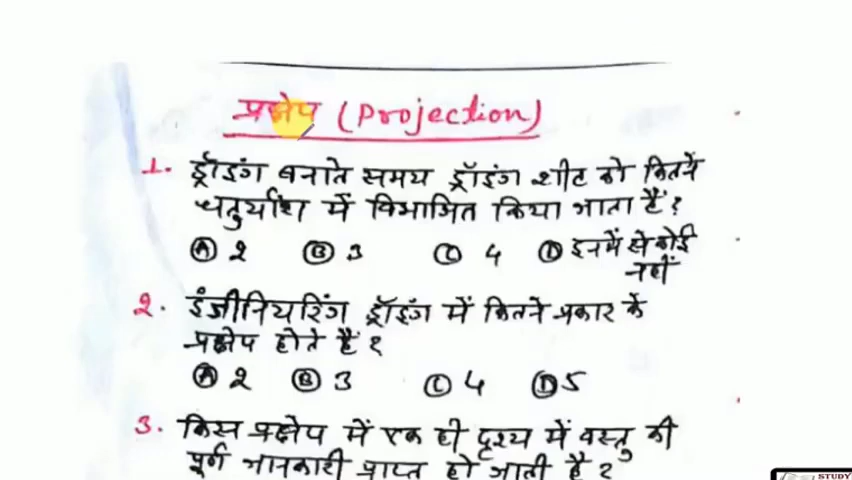 प्रक्षेप (Projection)
1. ड्रॉइंग बनाते समय ड्रॉइंग शीट को कितने
चतुर्थांश में विभाजित किया जाता है?
Ⓐ 2 Ⓑ 3 Ⓒ 4 Ⓓ इनमें से कोई
नहीं
2. इंजीनियरिंग ड्रॉइंग में कितने प्रकार के
प्रक्षेप होते हैं?
Ⓐ 2 Ⓑ 3 Ⓒ 4 Ⓓ 5
3. किस प्रक्षेप में एक ही दृश्य में वस्तु की
पूर्ण जानकारी प्राप्त हो जाती है?
STUDY